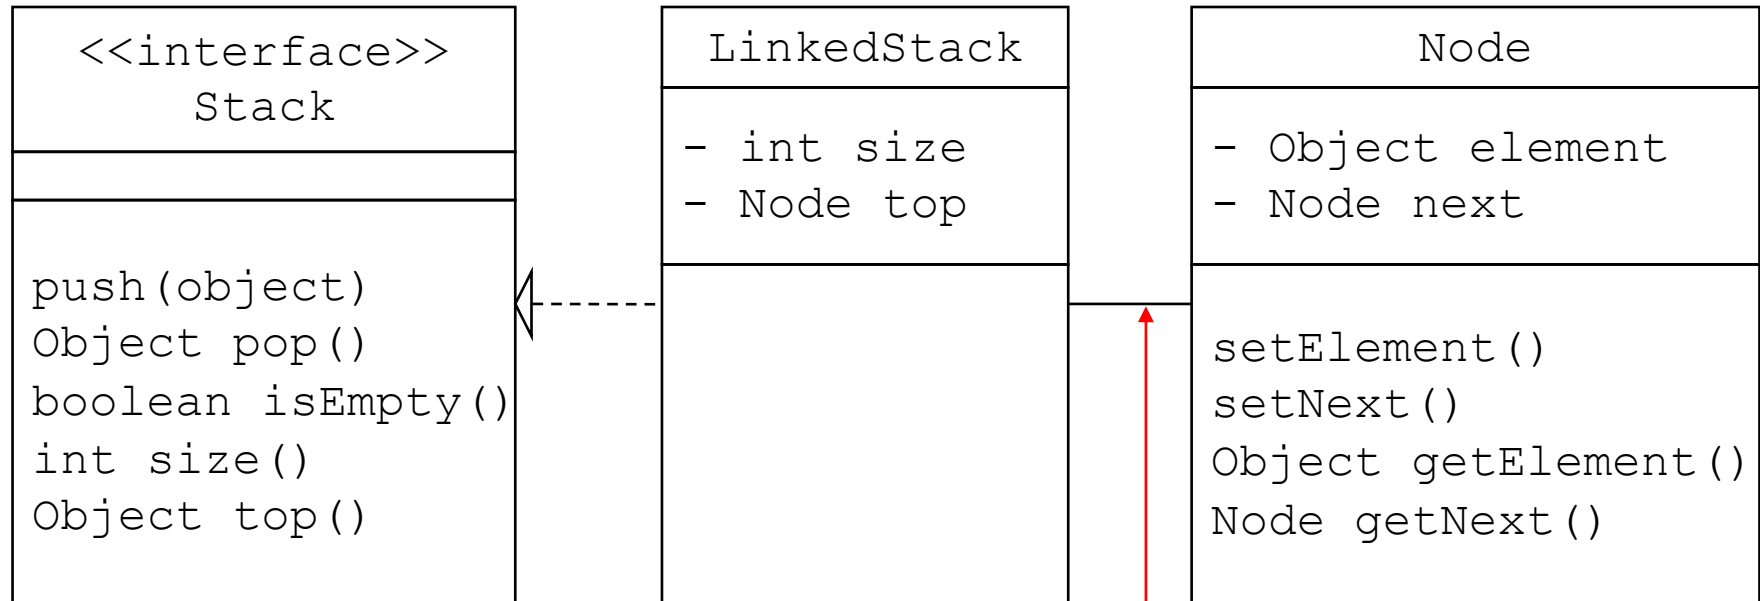 <<interface>>
Stack
push(object)
Object pop()
boolean isEmpty()
int size()
Object top()
LinkedStack
- int size
- Node top
Node
- Object element
- Node next
setElement()
setNext()
Object getElement()
Node getNext()